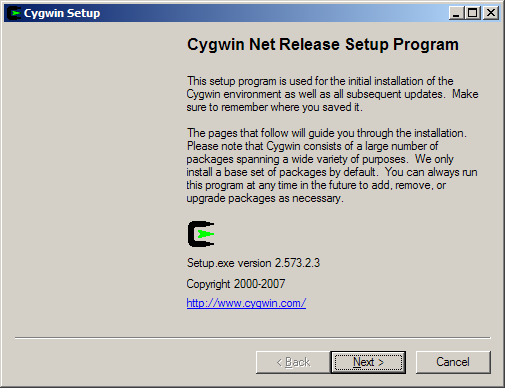 Cygwin Setup
Cygwin Net Release Setup Program
This setup program is used for the initial installation of the
Cygwin environment as well as all subsequent updates.  Make
sure to remember where you saved it.
The pages that follow will guide you through the installation.
Please note that Cygwin consists of a large number of
packages spanning a wide variety of purposes.  We only
install a base set of packages by default.  You can always run
this program at any time in the future to add, remove, or
upgrade packages as necessary.
Setup.exe version 2.573.2.3
Copyright 2000-2007
http://www.cygwin.com/
< Back
Next >
Cancel